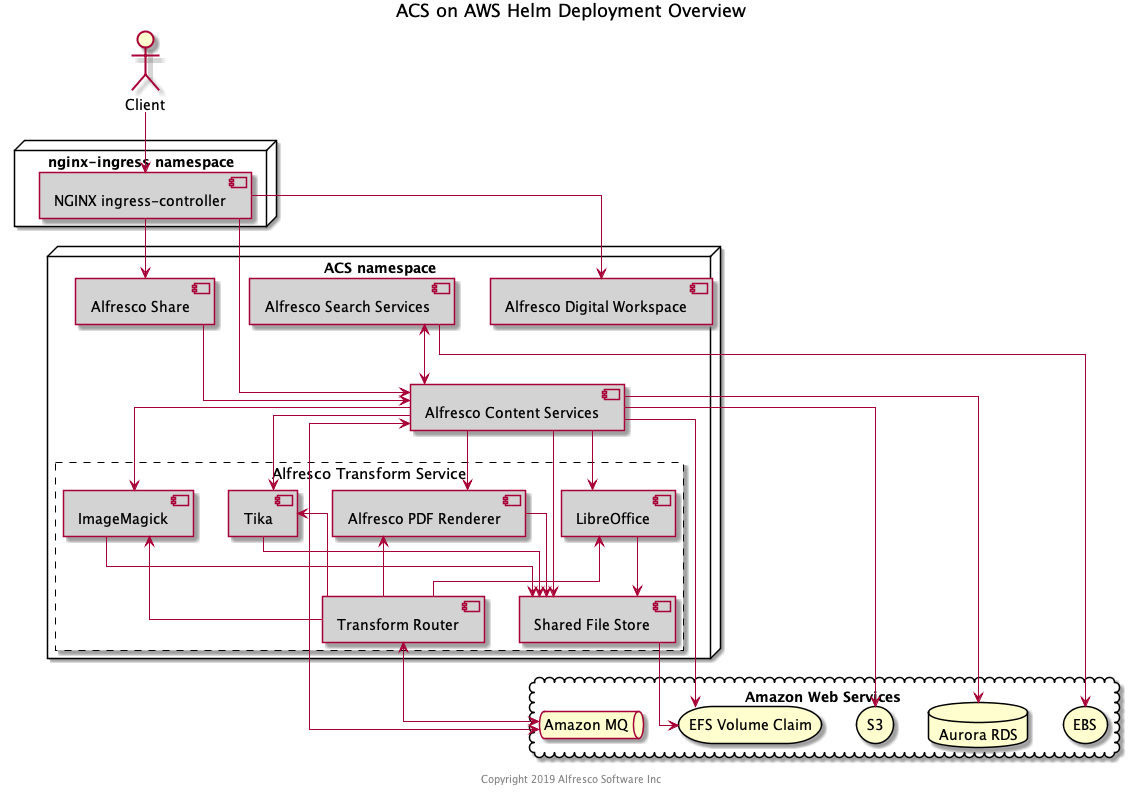 ACS on AWS Helm Deployment Overview
Client
nginx-ingress namespace
NGINX ingress-controller
ACS namespace
Alfresco Share
Alfresco Search Services
Alfresco Digital Workspace
Alfresco Content Services
Alfresco Transform Service
ImageMagick
Tika
Alfresco PDF Renderer
LibreOffice
Transform Router
Shared File Store
Amazon Web Services
Amazon MQ
EFS Volume Claim
S3
Aurora RDS
EBS
Copyright 2019 Alfresco Software Inc